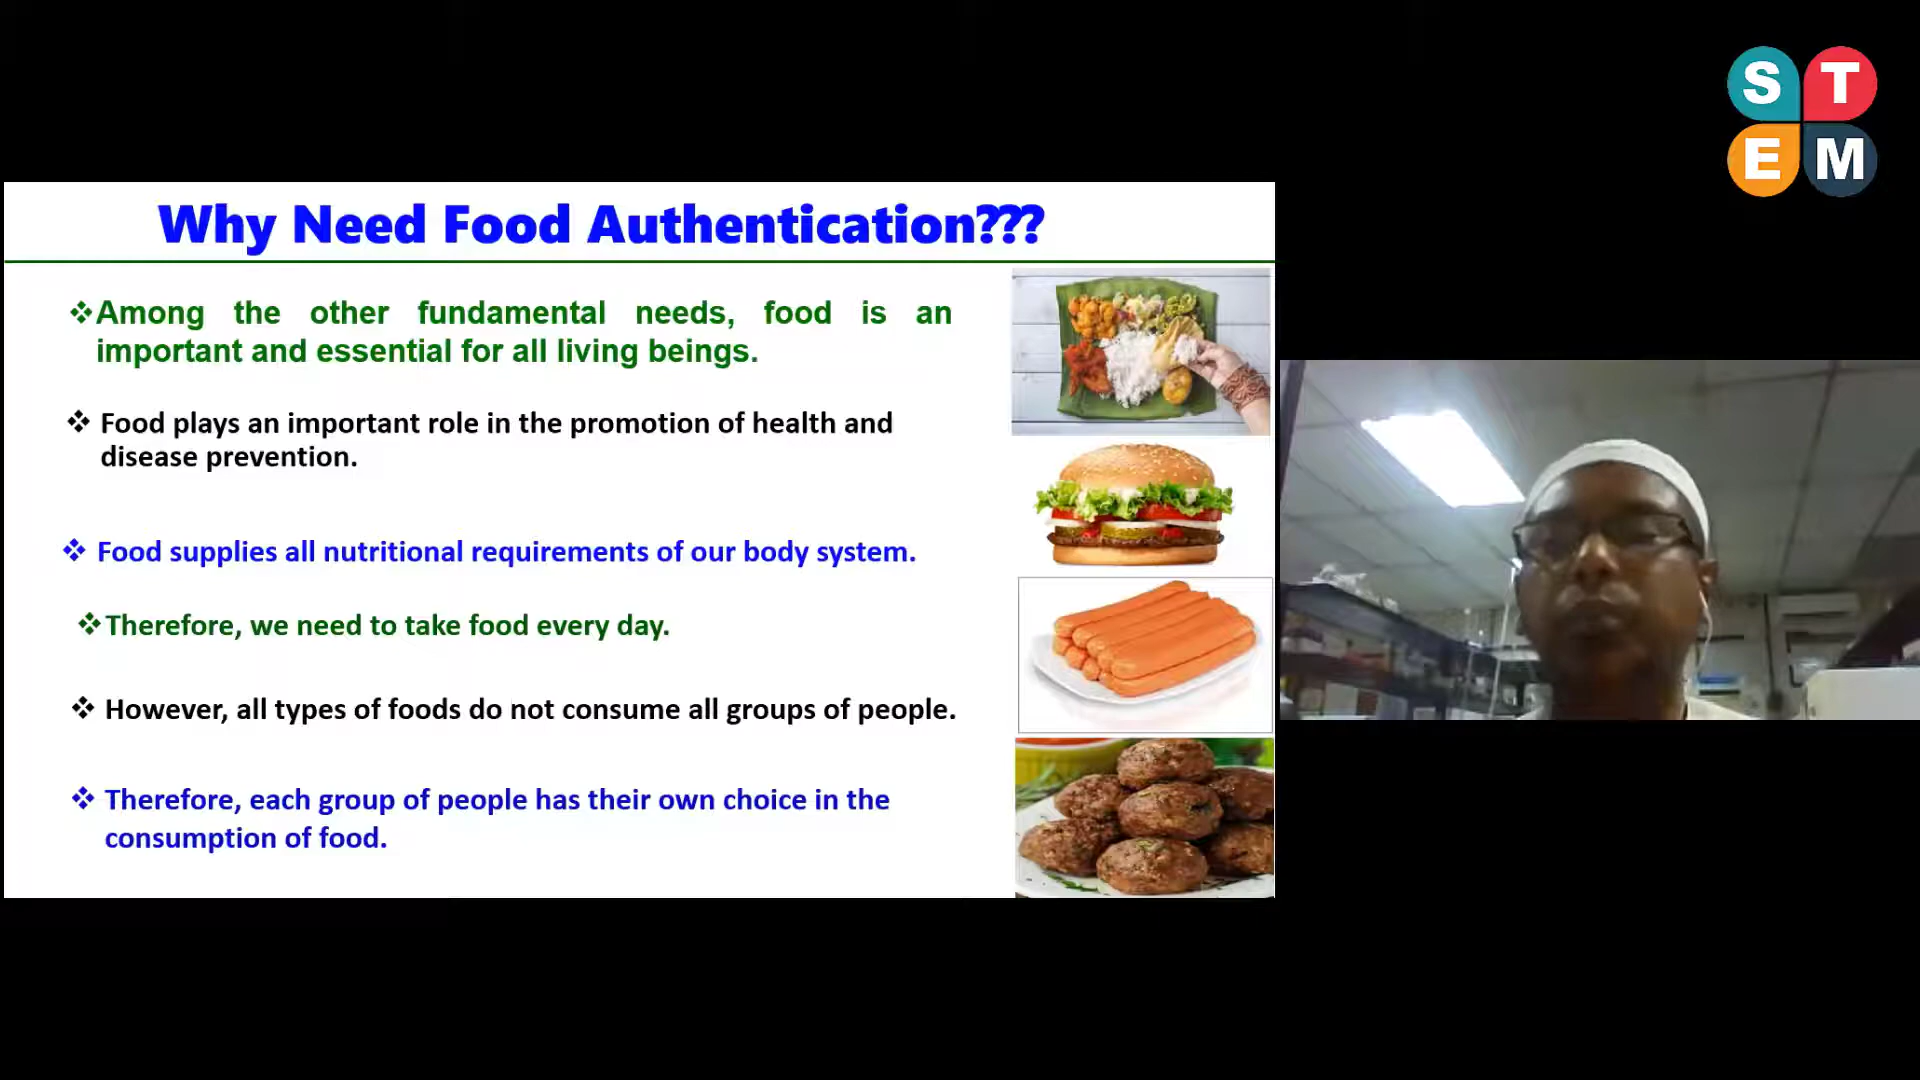 S T
E M
Why Need Food Authentication???
❖Among the other fundamental needs, food is an
important and essential for all living beings.
❖ Food plays an important role in the promotion of health and
disease prevention.
❖ Food supplies all nutritional requirements of our body system.
❖Therefore, we need to take food every day.
❖ However, all types of foods do not consume all groups of people.
❖ Therefore, each group of people has their own choice in the
consumption of food.